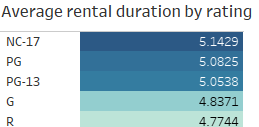 Average rental duration by rating
NC-17 5.1429
PG 5.0825
PG-13 5.0538
G 4.8371
R 4.7744